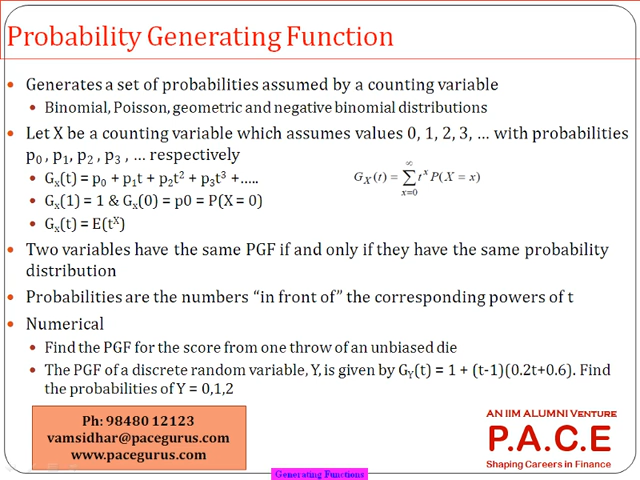 Probability Generating Function
• Generates a set of probabilities assumed by a counting variable
• Binomial, Poisson, geometric and negative binomial distributions
• Let X be a counting variable which assumes values 0, 1, 2, 3, … with probabilities
p₀ , p₁, p₂ , p₃ , … respectively
• Gₓ(t) = p₀ + p₁t + p₂t² + p₃t³ +…..
G_X(t) = ∑_{x=0}^{∞} t^x P(X = x)
• Gₓ(1) = 1 & Gₓ(0) = p0 = P(X = 0)
• Gₓ(t) = E(t^X)
• Two variables have the same PGF if and only if they have the same probability
distribution
• Probabilities are the numbers “in front of” the corresponding powers of t
• Numerical
• Find the PGF for the score from one throw of an unbiased die
• The PGF of a discrete random variable, Y, is given by G_Y(t) = 1 + (t-1)(0.2t+0.6). Find
the probabilities of Y = 0,1,2
Ph: 98480 12123
vamsidhar@pacegurus.com
www.pacegurus.com
AN IIM ALUMNI VENTURE
P.A.C.E
Shaping Careers in Finance
Generating Functions